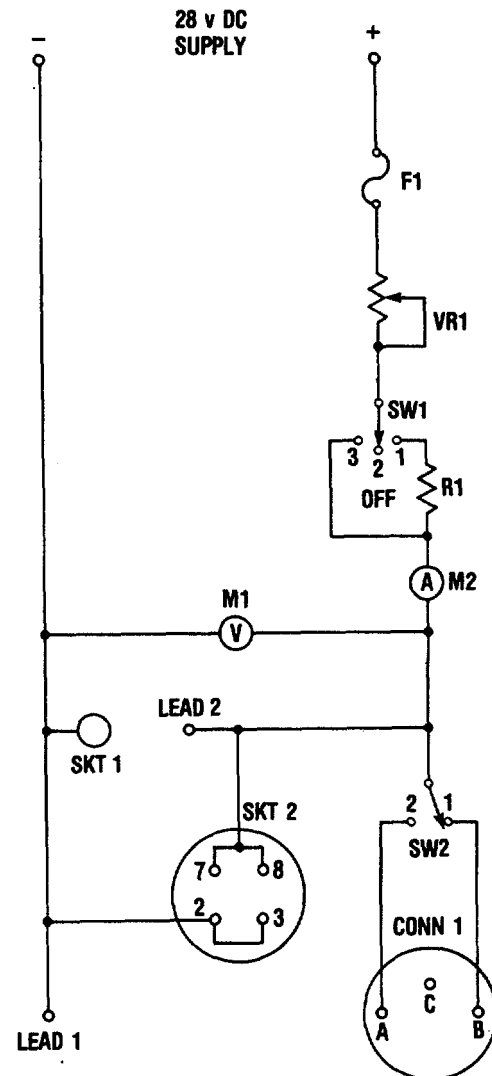 28 v DC
SUPPLY
−
+
F1
VR1
SW1
3
2
1
OFF
R1
A
M2
M1
V
LEAD 2
SKT 1
SKT 2
2
1
SW2
7
8
2
3
CONN 1
C
A
B
LEAD 1